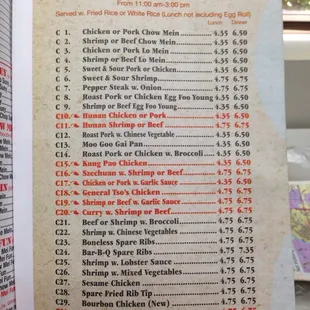 From 11:00 am-3:00 pm
Served w. Fried Rice or White Rice (Lunch not including Egg Roll)
Lunch Dinner
C 1. Chicken or Pork Chow Mein 4.35 6.50
C 2. Shrimp or Beef Chow Mein 4.35 6.50
C 3. Chicken or Pork Lo Mein 4.35 6.50
C 4. Shrimp or Beef Lo Mein 4.35 6.50
C 5. Sweet & Sour Pork or Chicken 4.35 6.50
C 6. Sweet & Sour Shrimp 4.75 6.75
C 7. Pepper Steak w. Onion 4.75 6.75
C 8. Roast Pork or Chicken Egg Foo Young 4.35 6.50
C 9. Shrimp or Beef Egg Foo Young 4.35 6.50
C10. Hunan Chicken or Pork 4.35 6.50
C11. Hunan Shrimp or Beef 4.75 6.75
C12. Roast Pork w. Chinese Vegetable 4.35 6.50
C13. Moo Goo Gai Pan 4.35 6.50
C14. Roast Pork or Chicken w. Broccoli 4.35 6.50
C15. Kung Pao Chicken 4.35 6.50
C16. Szechuan w. Shrimp or Beef 4.75 6.75
C17. Chicken or Pork w. Garlic Sauce 4.35 6.50
C18. General Tso's Chicken 4.75 6.75
C19. Shrimp or Beef w. Garlic Sauce 4.75 6.75
C20. Curry w. Shrimp or Beef 4.75 6.75
C21. Beef or Shrimp w. Broccoli 4.75 6.75
C22. Shrimp w. Chinese Vegetables 4.75 6.75
C23. Boneless Spare Ribs 4.75 6.75
C24. Bar-B-Q Spare Ribs 4.75 7.35
C25. Shrimp w. Lobster Sauce 4.75 6.75
C26. Shrimp w. Mixed Vegetables 4.75 6.75
C27. Sesame Chicken 4.75 6.75
C28. Spare Fried Rib Tip 4.75 6.75
C29. Bourbon Chicken (New) 4.75 6.75